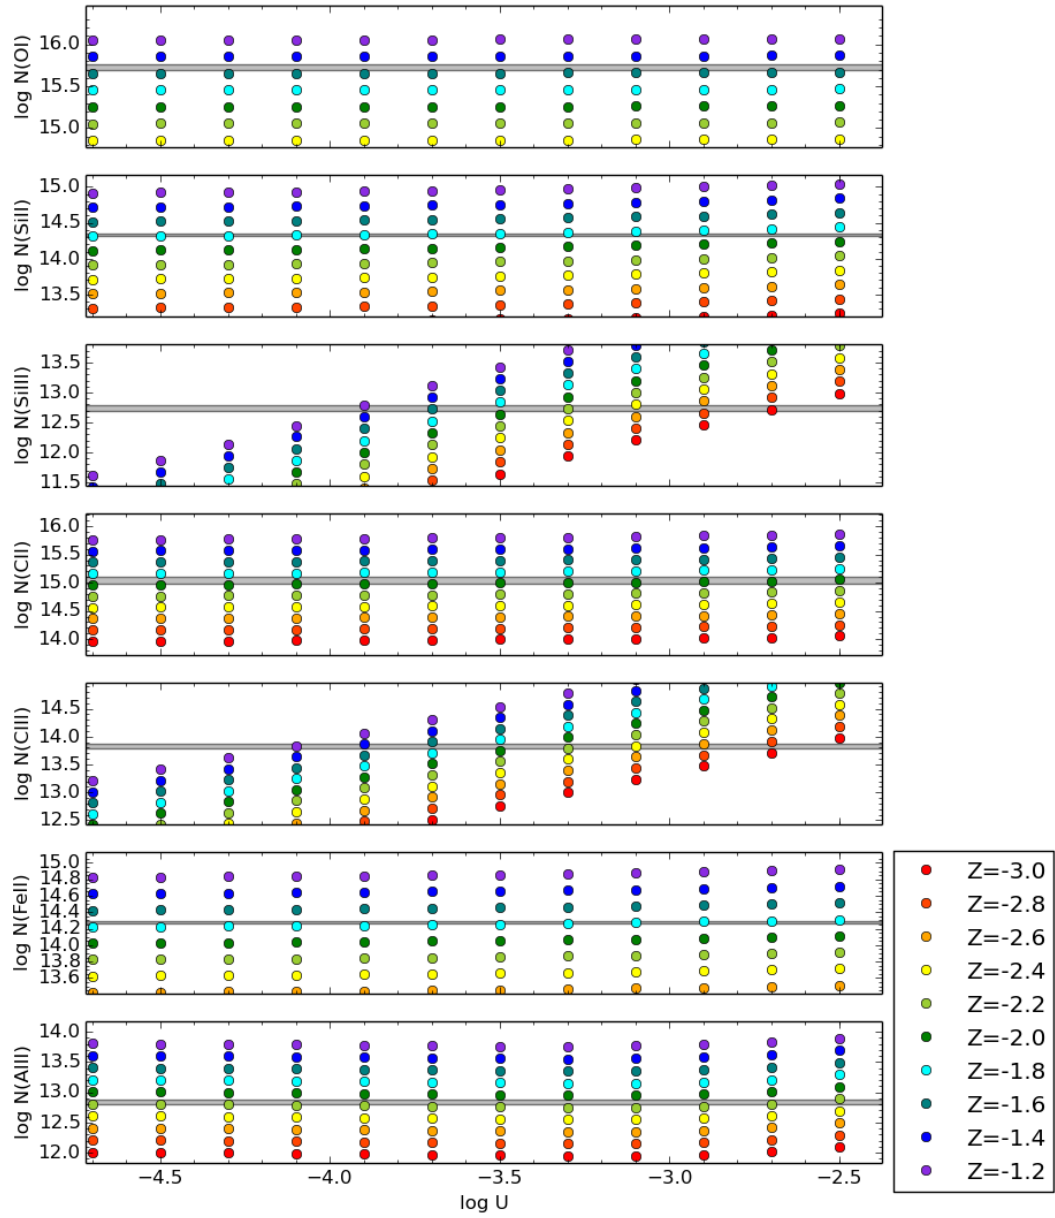 log N(OI)
16.0
15.5
15.0
log N(SiII)
15.0
14.5
14.0
13.5
log N(SiIII)
13.5
13.0
12.5
12.0
11.5
log N(CII)
16.0
15.5
15.0
14.5
14.0
log N(CIII)
14.5
14.0
13.5
13.0
12.5
log N(FeII)
15.0
14.8
14.6
14.4
14.2
14.0
13.8
13.6
log N(AlII)
14.0
13.5
13.0
12.5
12.0
−4.5 −4.0 −3.5 −3.0 −2.5
log U
Z=-3.0
Z=-2.8
Z=-2.6
Z=-2.4
Z=-2.2
Z=-2.0
Z=-1.8
Z=-1.6
Z=-1.4
Z=-1.2